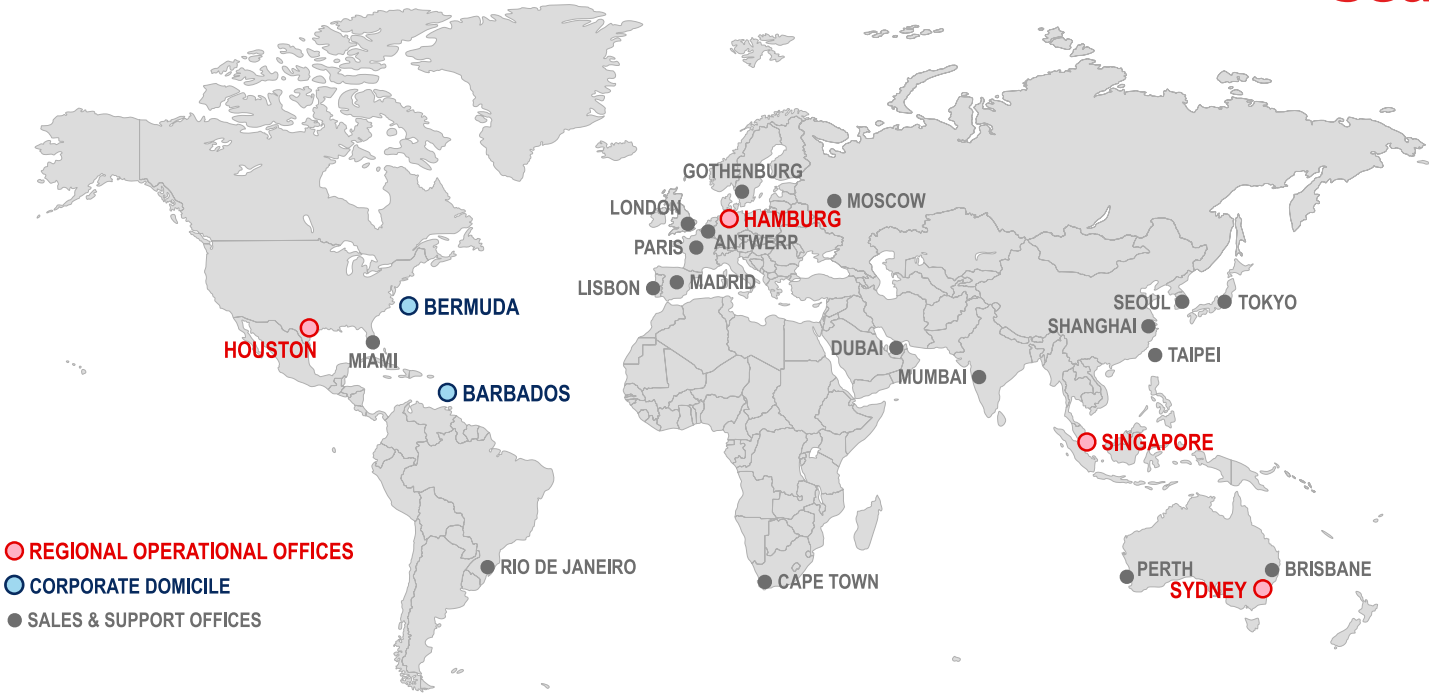 GOTHENBURG
MOSCOW
LONDON
HAMBURG
PARIS
ANTWERP
LISBON
MADRID
BERMUDA
SEOUL
TOKYO
SHANGHAI
HOUSTON
MIAMI
DUBAI
TAIPEI
MUMBAI
BARBADOS
SINGAPORE
REGIONAL OPERATIONAL OFFICES
RIO DE JANEIRO
CAPE TOWN
PERTH
BRISBANE
SYDNEY
CORPORATE DOMICILE
SALES & SUPPORT OFFICES